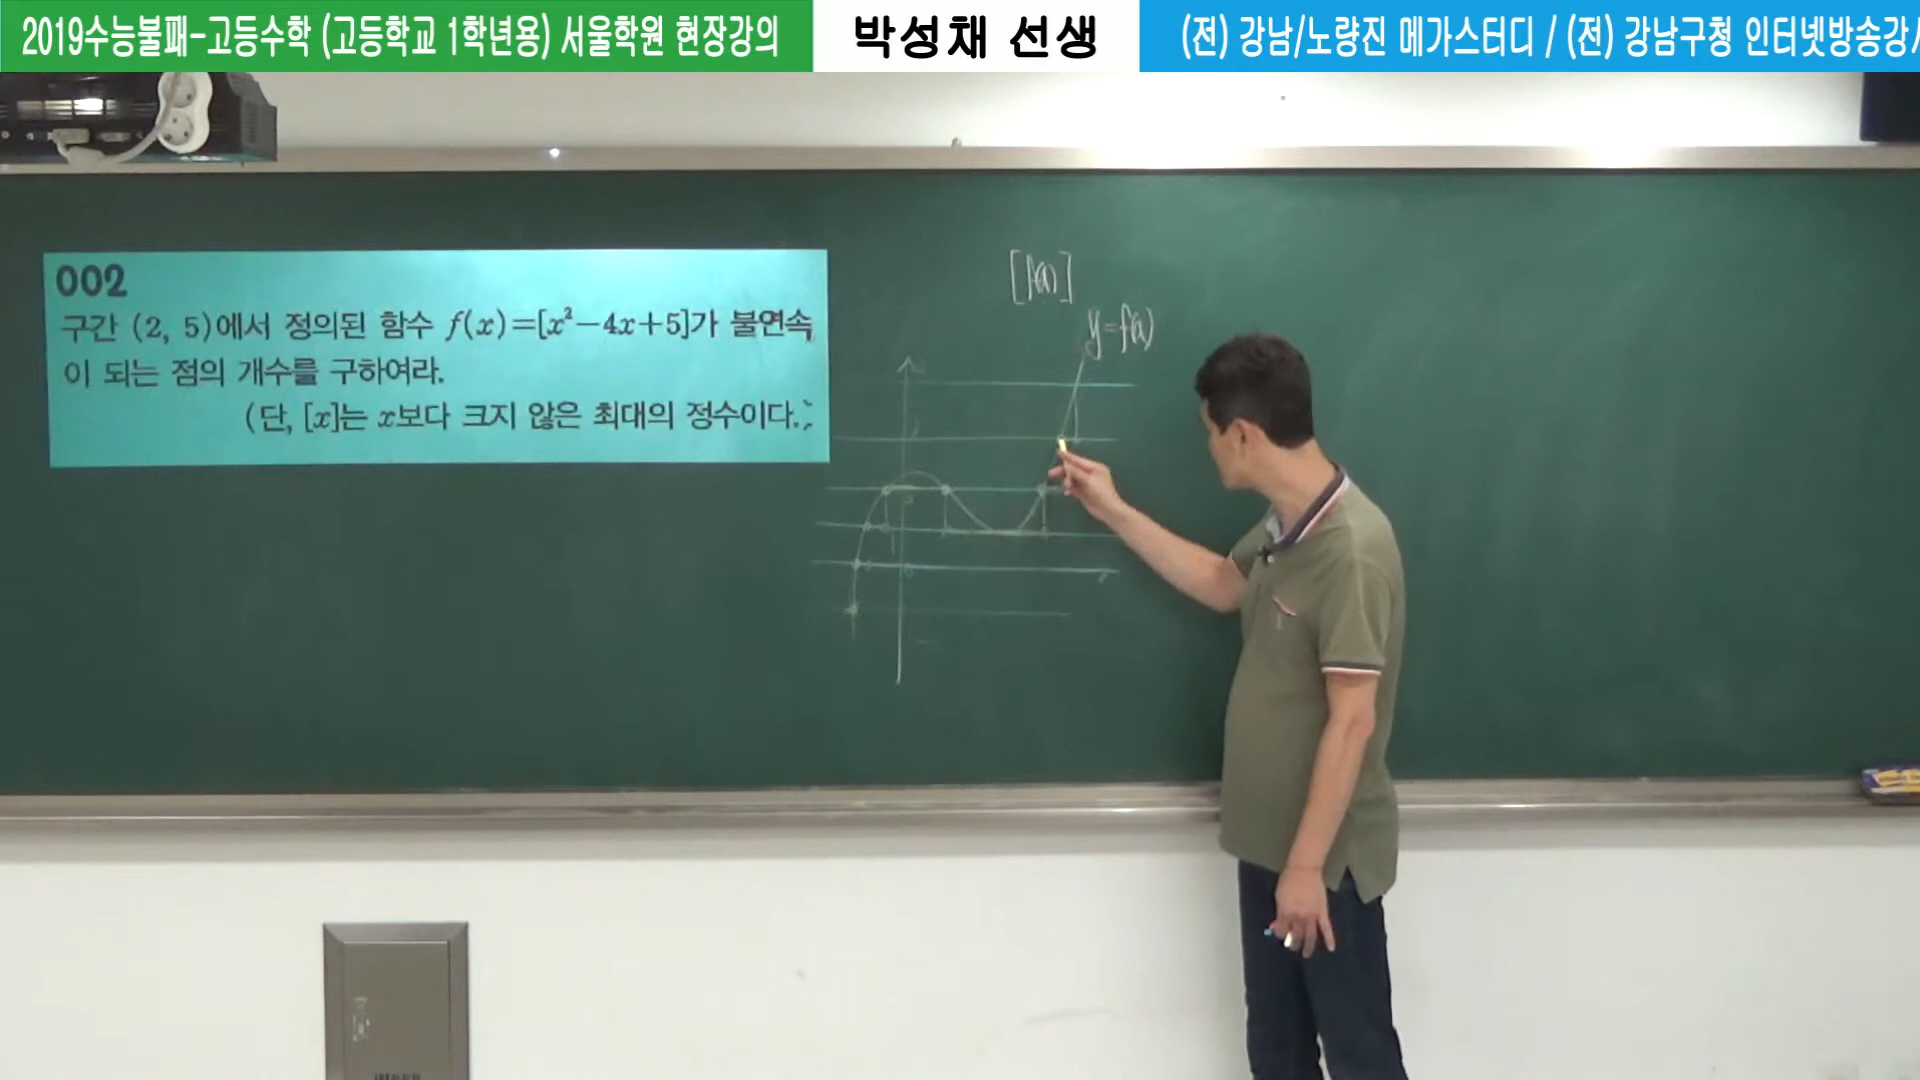 2019수능불패-고등수학 (고등학교 1학년용) 서울학원 현장강의
박성채 선생
(전) 강남/노량진 메가스터디 / (전) 강남구청 인터넷방송강사
002
구간 (2, 5)에서 정의된 함수 f(x)=[x²-4x+5]가 불연속
이 되는 점의 개수를 구하여라.
(단, [x]는 x보다 크지 않은 최대의 정수이다.)
[f(x)]
y=f(x)